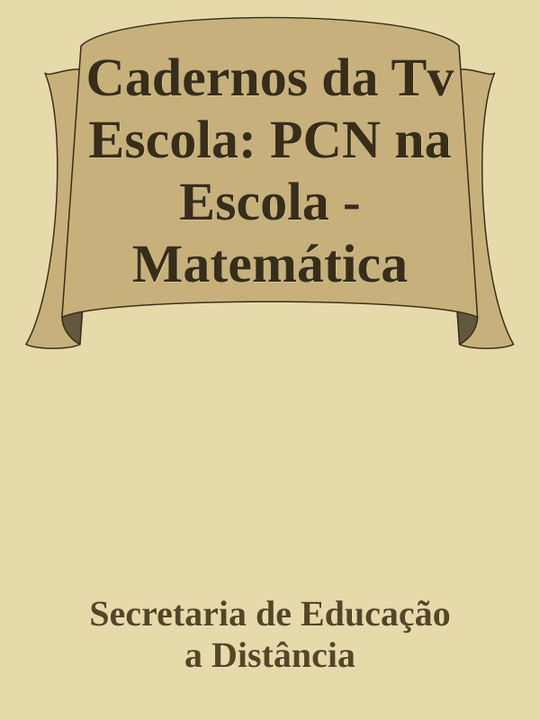 Cadernos da Tv
Escola: PCN na
Escola -
Matemática
Secretaria de Educação
a Distância